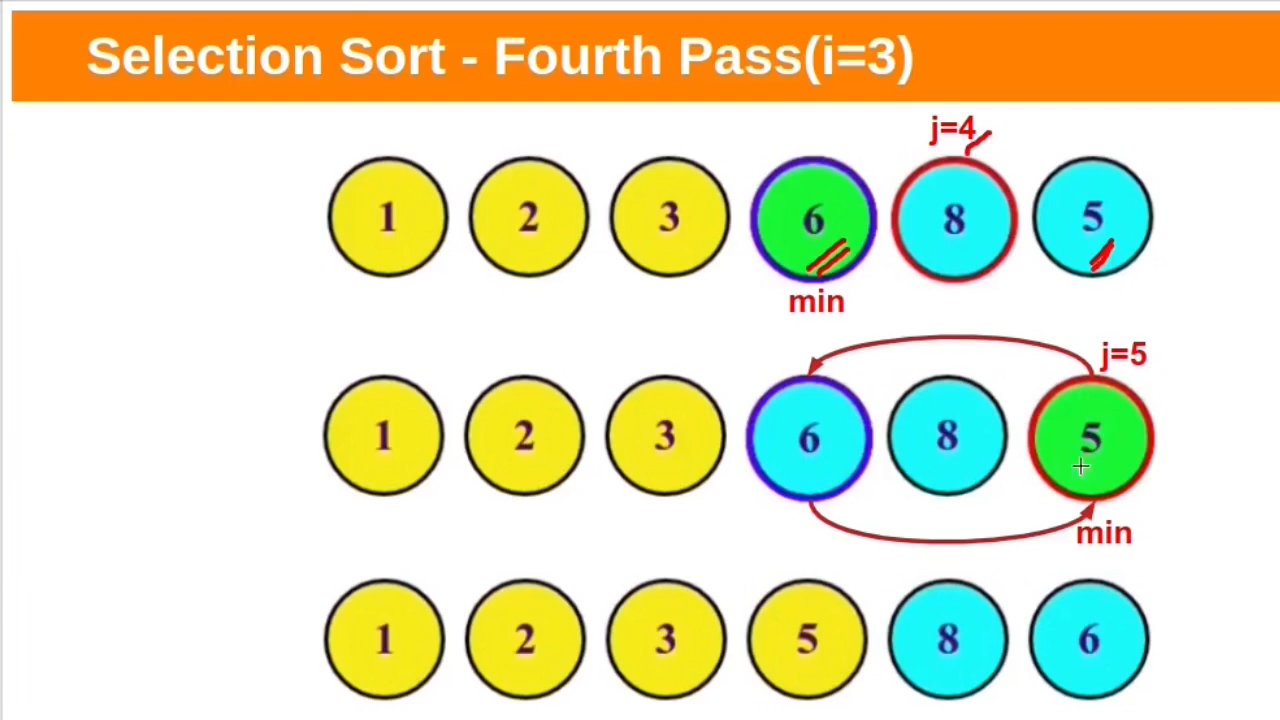 Selection Sort - Fourth Pass(i=3)
j=4
1 2 3 6 8 5
min
j=5
1 2 3 6 8 5
min
1 2 3 5 8 6